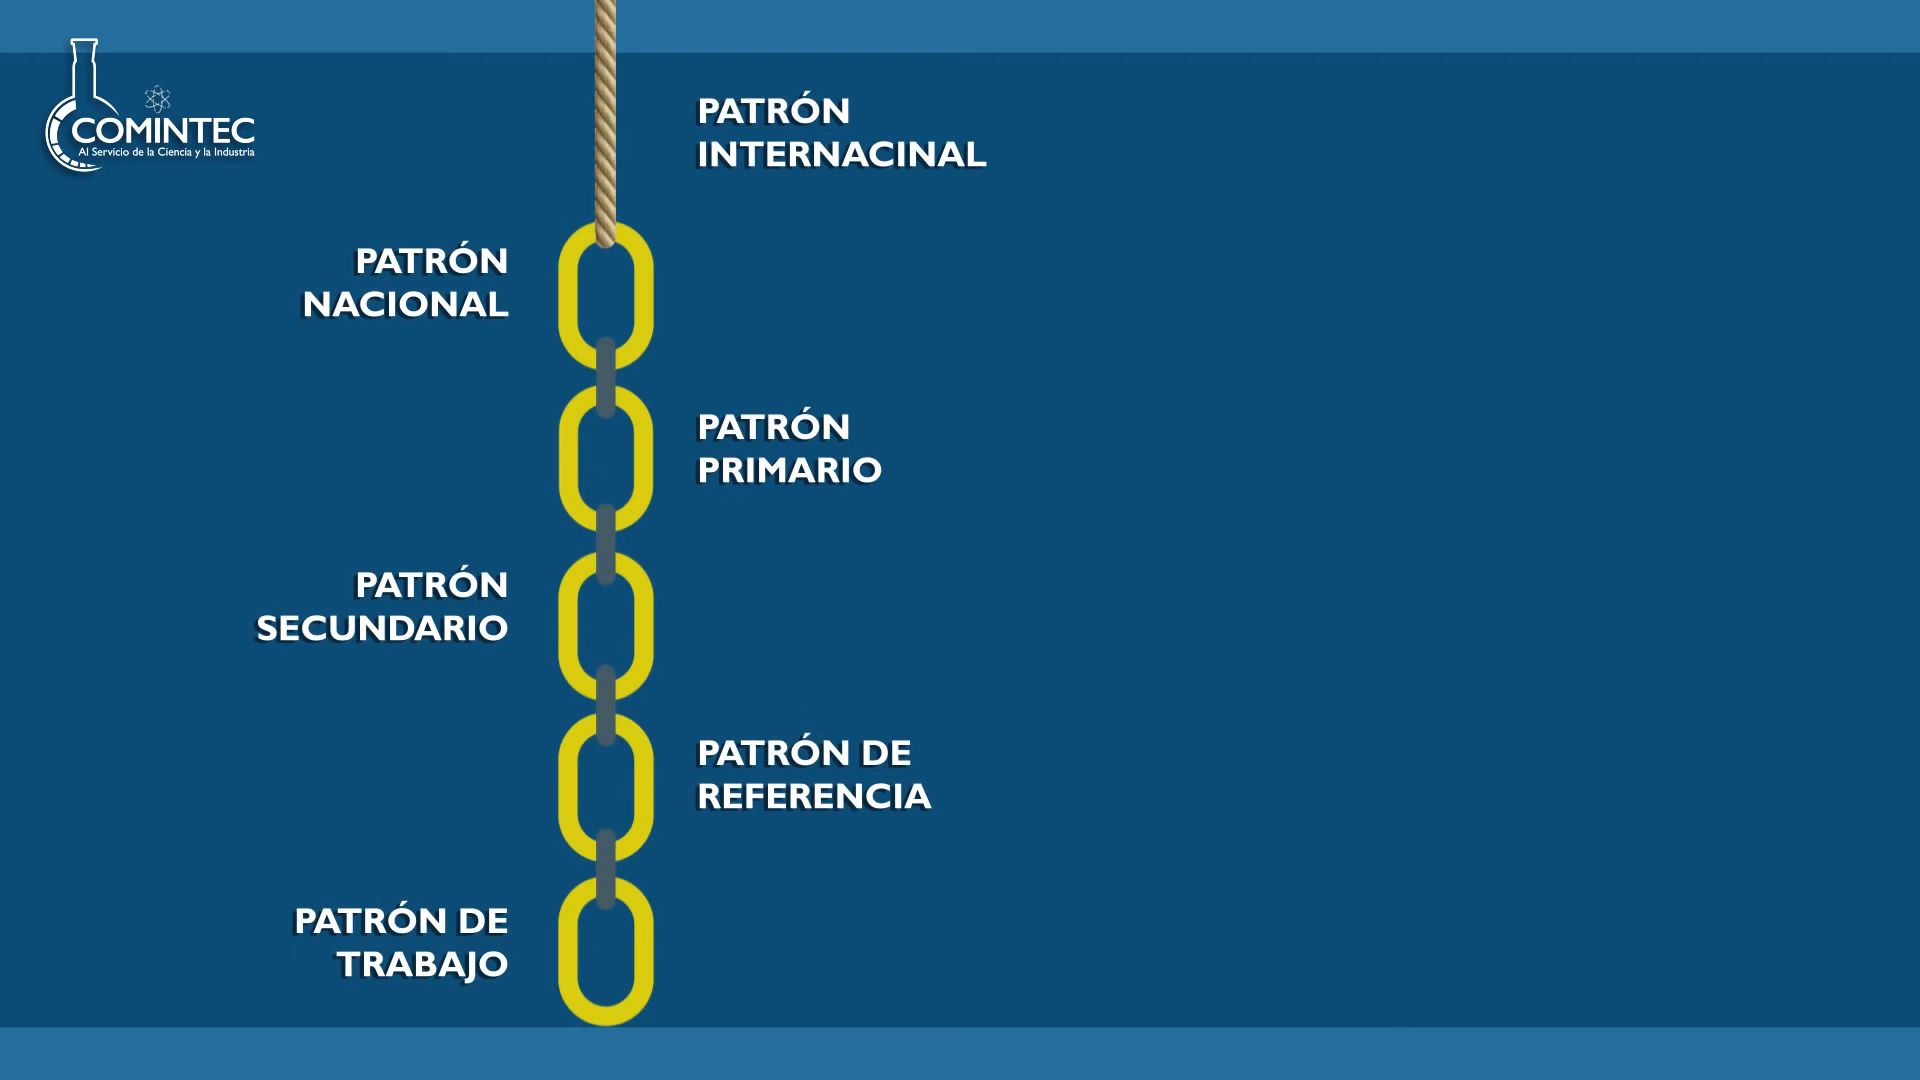 COMINTEC
Al Servicio de la Ciencia y la Industria
PATRÓN
INTERNACINAL
PATRÓN
NACIONAL
PATRÓN
PRIMARIO
PATRÓN
SECUNDARIO
PATRÓN DE
REFERENCIA
PATRÓN DE
TRABAJO